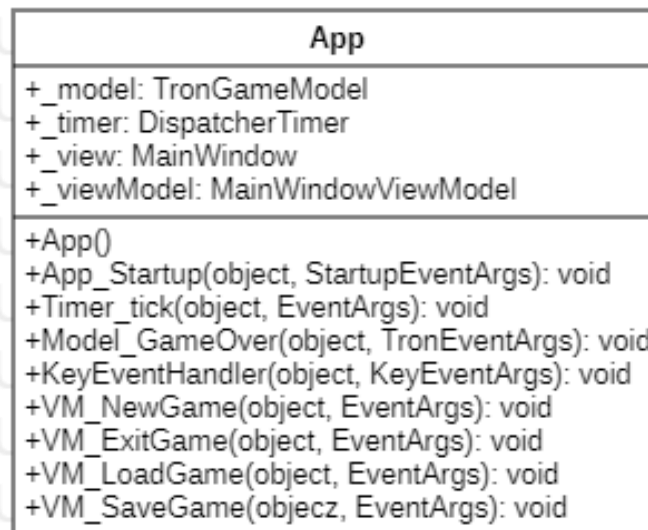 App
+_model: TronGameModel
+_timer: DispatcherTimer
+_view: MainWindow
+_viewModel: MainWindowViewModel
+App()
+App_Startup(object, StartupEventArgs): void
+Timer_tick(object, EventArgs): void
+Model_GameOver(object, TronEventArgs): void
+KeyEventHandler(object, KeyEventArgs): void
+VM_NewGame(object, EventArgs): void
+VM_ExitGame(object, EventArgs): void
+VM_LoadGame(object, EventArgs): void
+VM_SaveGame(objecz, EventArgs): void